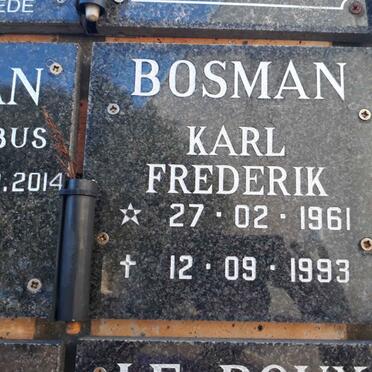 EDE
BOSMAN
KARL
FREDERIK
☆ 27 · 02 · 1961
✝ 12 · 09 · 1993
AN
BUS
2014